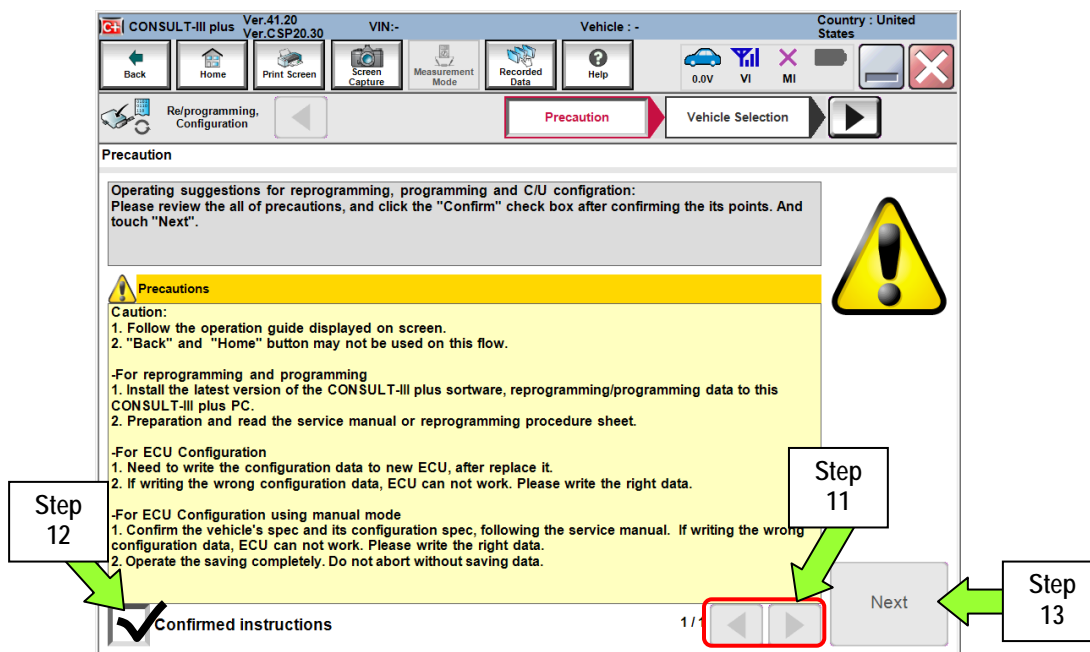 CONSULT-III plus Ver.41.20 VIN:- Vehicle : - Country : United
Ver.CSP20.30 States
Back Home Print Screen Screen Capture Measurement Mode Recorded Data Help 0.0V VI MI
Re/programming,
Configuration
Precaution Vehicle Selection
Precaution
Operating suggestions for reprogramming, programming and C/U configration:
Please review the all of precautions, and click the "Confirm" check box after confirming the its points. And
touch "Next".
Precautions
Caution:
1. Follow the operation guide displayed on screen.
2. "Back" and "Home" button may not be used on this flow.
-For reprogramming and programming
1. Install the latest version of the CONSULT-III plus sortware, reprogramming/programming data to this
CONSULT-III plus PC.
2. Preparation and read the service manual or reprogramming procedure sheet.
-For ECU Configuration
1. Need to write the configuration data to new ECU, after replace it.
2. If writing the wrong configuration data, ECU can not work. Please write the right data.
-For ECU Configuration using manual mode
1. Confirm the vehicle's spec and its configuration spec, following the service manual. If writing the wrong
configuration data, ECU can not work. Please write the right data.
2. Operate the saving completely. Do not abort without saving data.
Step
11
Step
12
Confirmed instructions
1/1
Next
Step
13